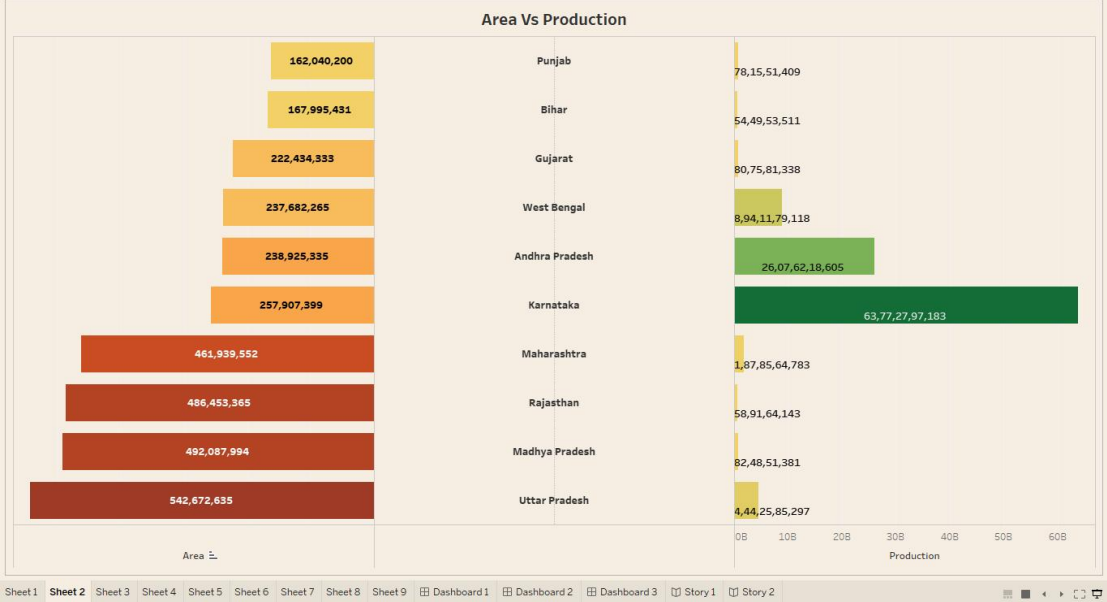 Area Vs Production
162,040,200 Punjab 78,15,51,409
167,995,431 Bihar 54,49,53,511
222,434,333 Gujarat 80,75,81,338
237,682,265 West Bengal 8,94,11,79,118
238,925,335 Andhra Pradesh 26,07,62,18,605
257,907,399 Karnataka 63,77,27,97,183
461,939,552 Maharashtra 1,87,85,64,783
486,453,365 Rajasthan 58,91,64,143
492,087,994 Madhya Pradesh 82,48,51,381
542,672,635 Uttar Pradesh 4,44,25,85,297
0B 10B 20B 30B 40B 50B 60B
Area Production
Sheet 1 Sheet 2 Sheet 3 Sheet 4 Sheet 5 Sheet 6 Sheet 7 Sheet 8 Sheet 9 Dashboard 1 Dashboard 2 Dashboard 3 Story 1 Story 2